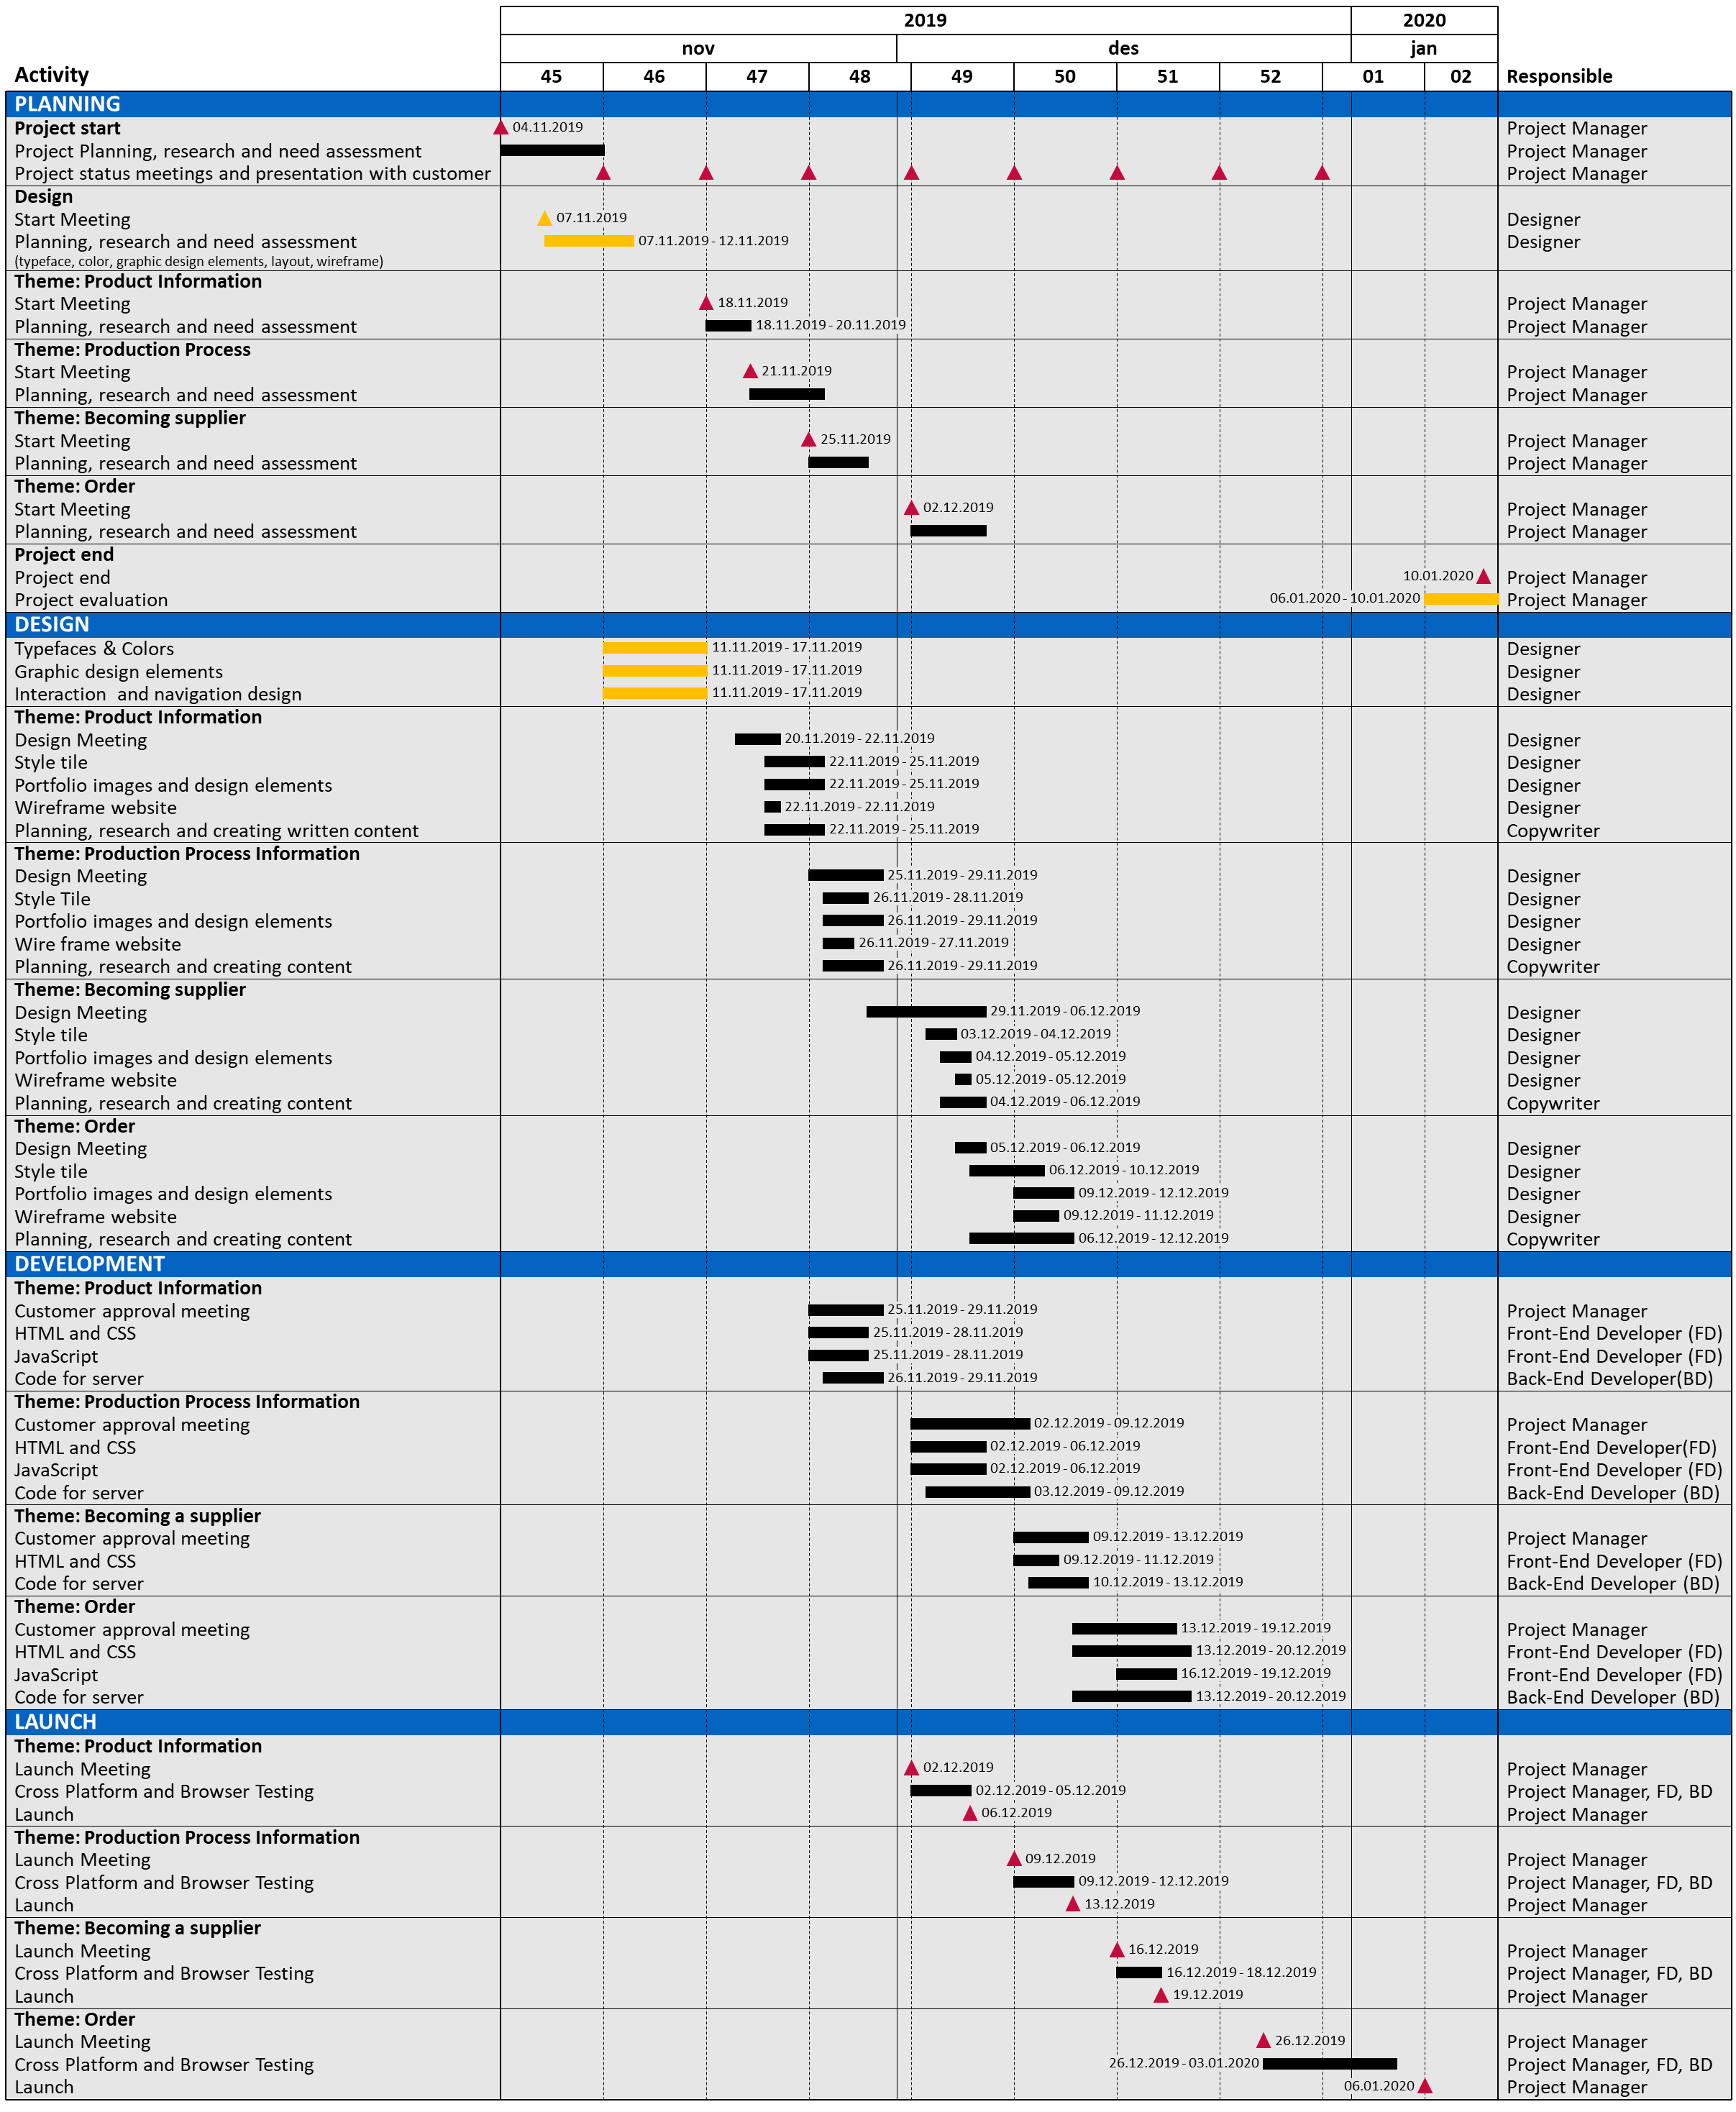 2019 2020
nov des jan
Activity 45 46 47 48 49 50 51 52 01 02 Responsible
PLANNING
Project start 04.11.2019 Project Manager
Project Planning, research and need assessment Project Manager
Project status meetings and presentation with customer Project Manager
Design
Start Meeting 07.11.2019 Designer
Planning, research and need assessment 07.11.2019 - 12.11.2019 Designer
(typeface, color, graphic design elements, layout, wireframe)
Theme: Product Information
Start Meeting 18.11.2019 Project Manager
Planning, research and need assessment 18.11.2019 - 20.11.2019 Project Manager
Theme: Production Process
Start Meeting 21.11.2019 Project Manager
Planning, research and need assessment Project Manager
Theme: Becoming supplier
Start Meeting 25.11.2019 Project Manager
Planning, research and need assessment Project Manager
Theme: Order
Start Meeting 02.12.2019 Project Manager
Planning, research and need assessment Project Manager
Project end
Project end 10.01.2020 Project Manager
Project evaluation 06.01.2020 - 10.01.2020 Project Manager
DESIGN
Typefaces & Colors 11.11.2019 - 17.11.2019 Designer
Graphic design elements 11.11.2019 - 17.11.2019 Designer
Interaction and navigation design 11.11.2019 - 17.11.2019 Designer
Theme: Product Information
Design Meeting 20.11.2019 - 22.11.2019 Designer
Style tile 22.11.2019 - 25.11.2019 Designer
Portfolio images and design elements 22.11.2019 - 25.11.2019 Designer
Wireframe website 22.11.2019 - 22.11.2019 Designer
Planning, research and creating written content 22.11.2019 - 25.11.2019 Copywriter
Theme: Production Process Information
Design Meeting 25.11.2019 - 29.11.2019 Designer
Style Tile 26.11.2019 - 28.11.2019 Designer
Portfolio images and design elements 26.11.2019 - 29.11.2019 Designer
Wire frame website 26.11.2019 - 27.11.2019 Designer
Planning, research and creating content 26.11.2019 - 29.11.2019 Copywriter
Theme: Becoming supplier
Design Meeting 29.11.2019 - 06.12.2019 Designer
Style tile 03.12.2019 - 04.12.2019 Designer
Portfolio images and design elements 04.12.2019 - 05.12.2019 Designer
Wireframe website 05.12.2019 - 05.12.2019 Designer
Planning, research and creating content 04.12.2019 - 06.12.2019 Copywriter
Theme: Order
Design Meeting 05.12.2019 - 06.12.2019 Designer
Style tile 06.12.2019 - 10.12.2019 Designer
Portfolio images and design elements 09.12.2019 - 12.12.2019 Designer
Wireframe website 09.12.2019 - 11.12.2019 Designer
Planning, research and creating content 06.12.2019 - 12.12.2019 Copywriter
DEVELOPMENT
Theme: Product Information
Customer approval meeting 25.11.2019 - 29.11.2019 Project Manager
HTML and CSS 25.11.2019 - 28.11.2019 Front-End Developer (FD)
JavaScript 25.11.2019 - 28.11.2019 Front-End Developer (FD)
Code for server 26.11.2019 - 29.11.2019 Back-End Developer(BD)
Theme: Production Process Information
Customer approval meeting 02.12.2019 - 09.12.2019 Project Manager
HTML and CSS 02.12.2019 - 06.12.2019 Front-End Developer(FD)
JavaScript 02.12.2019 - 06.12.2019 Front-End Developer (FD)
Code for server 03.12.2019 - 09.12.2019 Back-End Developer (BD)
Theme: Becoming a supplier
Customer approval meeting 09.12.2019 - 13.12.2019 Project Manager
HTML and CSS 09.12.2019 - 11.12.2019 Front-End Developer (FD)
Code for server 10.12.2019 - 13.12.2019 Back-End Developer (BD)
Theme: Order
Customer approval meeting 13.12.2019 - 19.12.2019 Project Manager
HTML and CSS 13.12.2019 - 20.12.2019 Front-End Developer (FD)
JavaScript 16.12.2019 - 19.12.2019 Front-End Developer (FD)
Code for server 13.12.2019 - 20.12.2019 Back-End Developer (BD)
LAUNCH
Theme: Product Information
Launch Meeting 02.12.2019 Project Manager
Cross Platform and Browser Testing 02.12.2019 - 05.12.2019 Project Manager, FD, BD
Launch 06.12.2019 Project Manager
Theme: Production Process Information
Launch Meeting 09.12.2019 Project Manager
Cross Platform and Browser Testing 09.12.2019 - 12.12.2019 Project Manager, FD, BD
Launch 13.12.2019 Project Manager
Theme: Becoming a supplier
Launch Meeting 16.12.2019 Project Manager
Cross Platform and Browser Testing 16.12.2019 - 18.12.2019 Project Manager, FD, BD
Launch 19.12.2019 Project Manager
Theme: Order
Launch Meeting 26.12.2019 Project Manager
Cross Platform and Browser Testing 26.12.2019 - 03.01.2020 Project Manager, FD, BD
Launch 06.01.2020 Project Manager